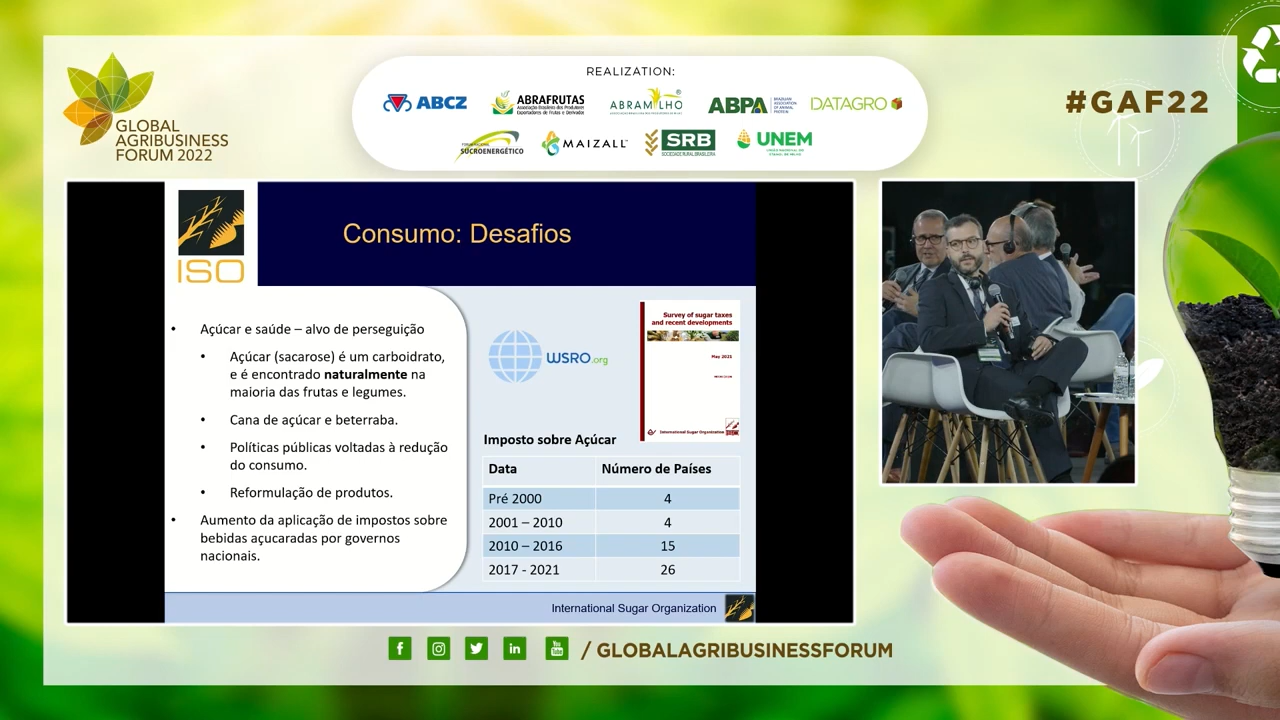 GLOBAL
AGRIBUSINESS
FORUM 2022
REALIZATION:
ABCZ
ABRAFRUTAS
ABRAMILHO
ABPA
DATAGRO
SUCROENERGÉTICO
MAIZALL
SRB
SOCIEDADE RURAL BRASILEIRA
UNEM
#GAF22
ISO
Consumo: Desafios
• Açúcar e saúde – alvo de perseguição
• Açúcar (sacarose) é um carboidrato,
e é encontrado naturalmente na
maioria das frutas e legumes.
• Cana de açúcar e beterraba.
• Políticas públicas voltadas à redução
do consumo.
• Reformulação de produtos.
• Aumento da aplicação de impostos sobre
bebidas açucaradas por governos
nacionais.
WSRO.org
Survey of sugar taxes
and recent developments
May 2021
International Sugar Organization
Imposto sobre Açúcar
Data Número de Países
Pré 2000 4
2001 – 2010 4
2010 – 2016 15
2017 - 2021 26
International Sugar Organization
/ GLOBALAGRIBUSINESSFORUM